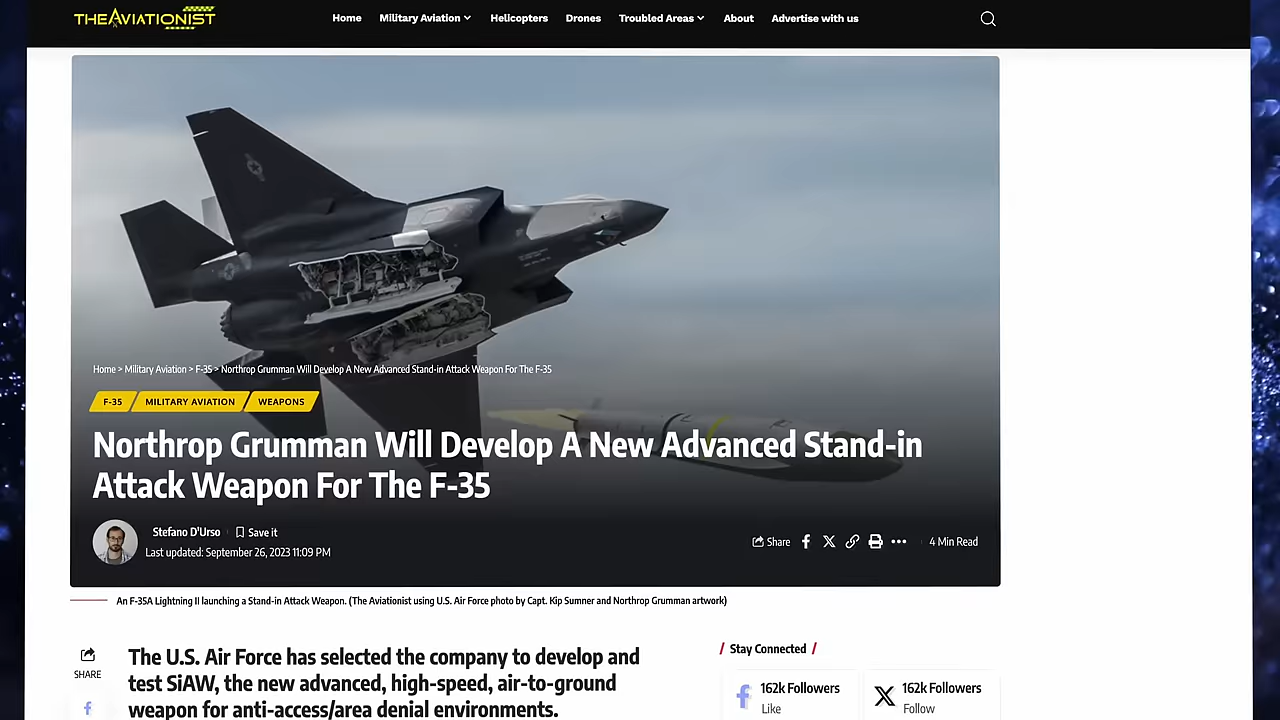 THEAVIATIONIST
Home Military Aviation Helicopters Drones Troubled Areas About Advertise with us
Home > Military Aviation > F-35 > Northrop Grumman Will Develop A New Advanced Stand-in Attack Weapon For The F-35
F-35 MILITARY AVIATION WEAPONS
Northrop Grumman Will Develop A New Advanced Stand-in
Attack Weapon For The F-35
Stefano D'Urso Save it
Last updated: September 26, 2023 11:09 PM
Share 4 Min Read
An F-35A Lightning II launching a Stand-in Attack Weapon. (The Aviationist using U.S. Air Force photo by Capt. Kip Sumner and Northrop Grumman artwork)
SHARE
The U.S. Air Force has selected the company to develop and
test SiAW, the new advanced, high-speed, air-to-ground
weapon for anti-access/area denial environments.
Stay Connected
162k Followers
Like
162k Followers
Follow